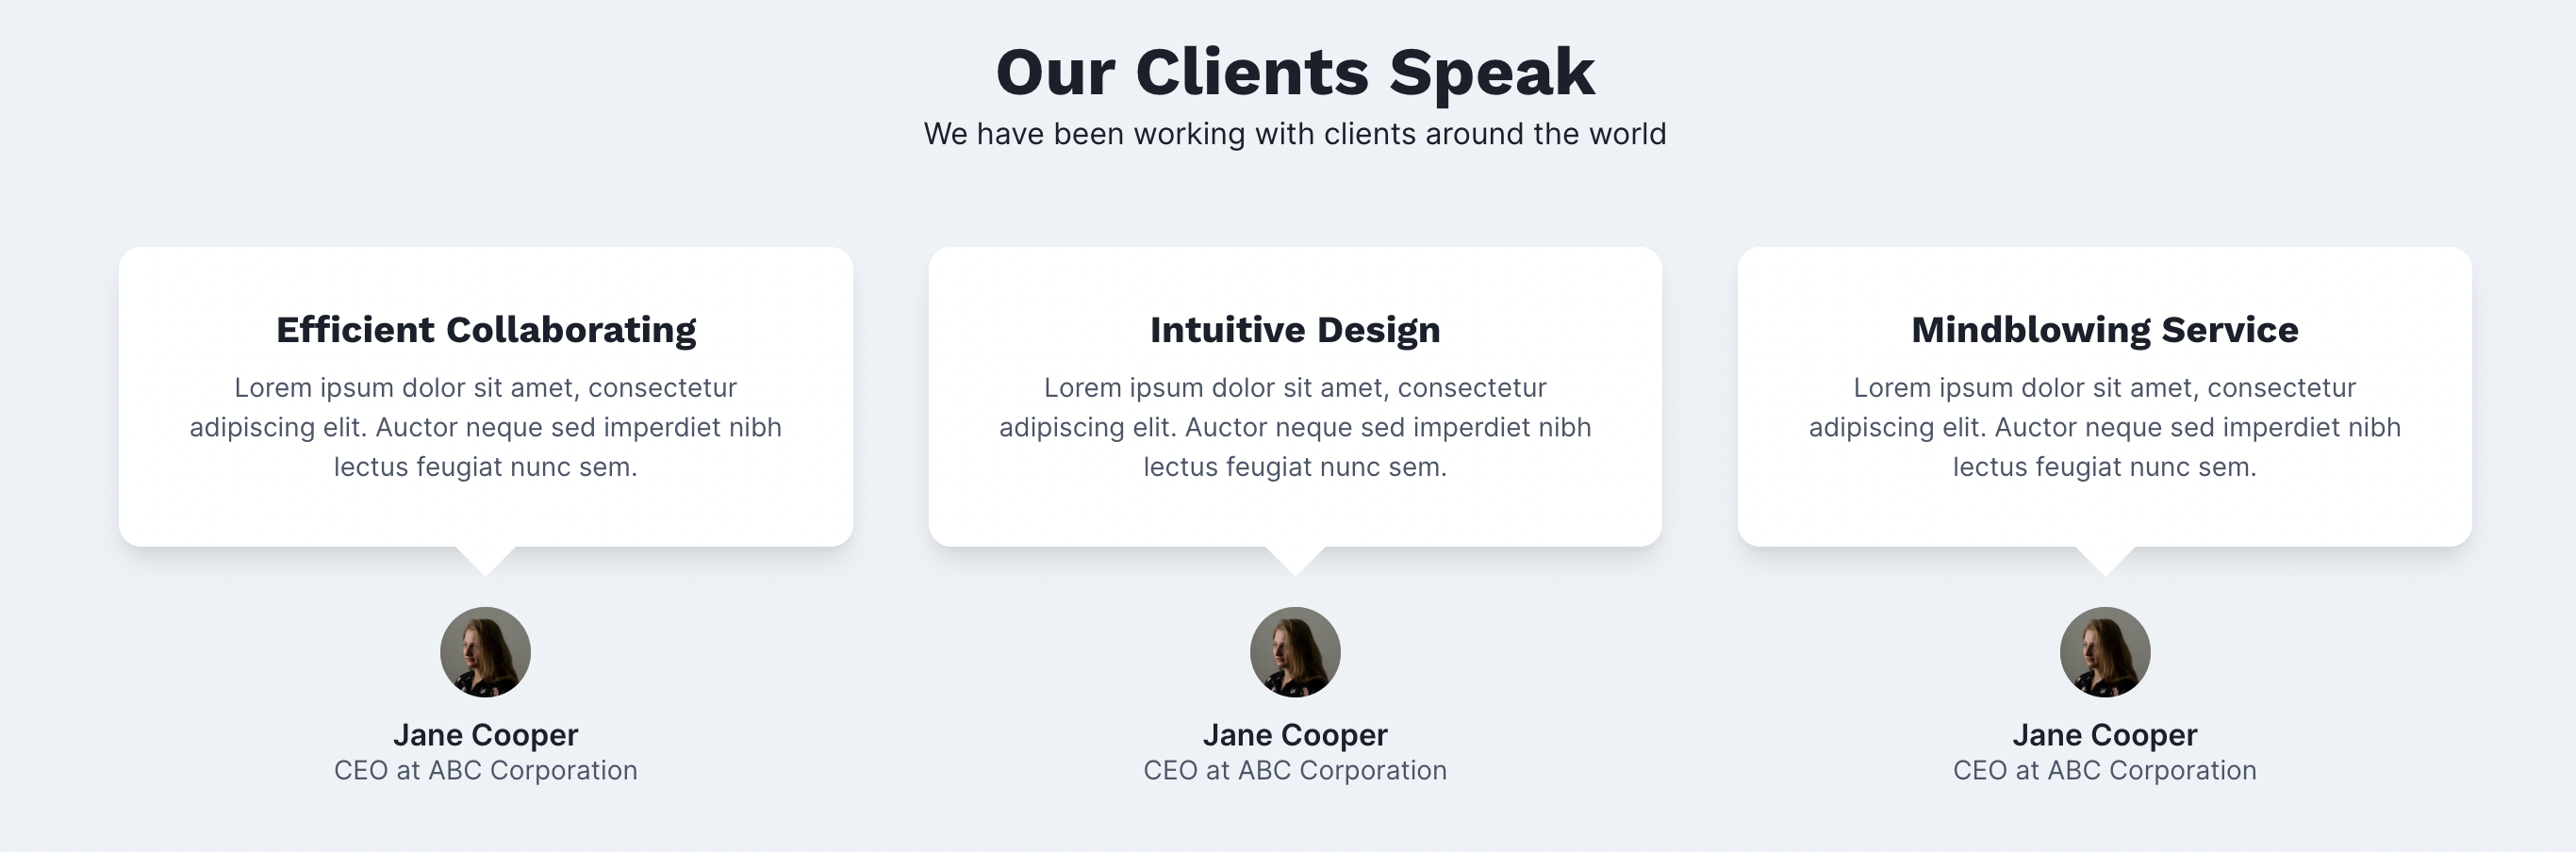 Our Clients Speak
We have been working with clients around the world
Efficient Collaborating
Lorem ipsum dolor sit amet, consectetur
adipiscing elit. Auctor neque sed imperdiet nibh
lectus feugiat nunc sem.
Jane Cooper
CEO at ABC Corporation
Intuitive Design
Lorem ipsum dolor sit amet, consectetur
adipiscing elit. Auctor neque sed imperdiet nibh
lectus feugiat nunc sem.
Jane Cooper
CEO at ABC Corporation
Mindblowing Service
Lorem ipsum dolor sit amet, consectetur
adipiscing elit. Auctor neque sed imperdiet nibh
lectus feugiat nunc sem.
Jane Cooper
CEO at ABC Corporation